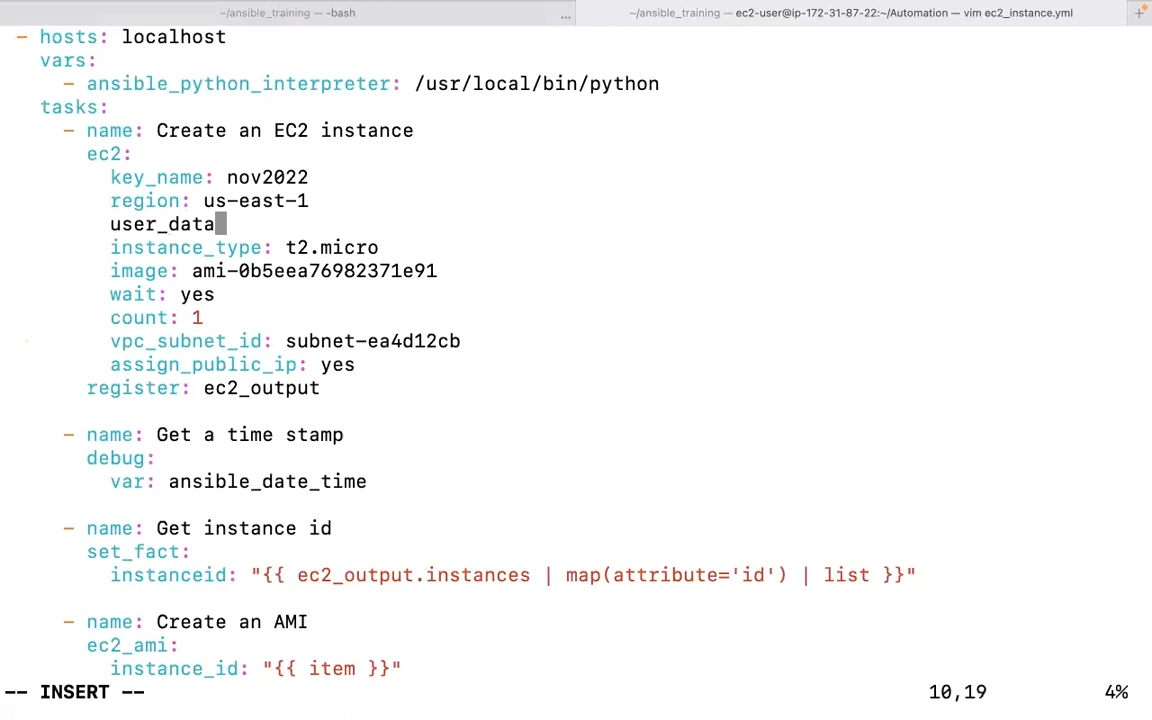 ~/ansible_training — -bash
...
~/ansible_training — ec2-user@ip-172-31-87-22:~/Automation — vim ec2_instance.yml
+
- hosts: localhost
  vars:
    - ansible_python_interpreter: /usr/local/bin/python
  tasks:
    - name: Create an EC2 instance
      ec2:
        key_name: nov2022
        region: us-east-1
        user_data
        instance_type: t2.micro
        image: ami-0b5eea76982371e91
        wait: yes
        count: 1
        vpc_subnet_id: subnet-ea4d12cb
        assign_public_ip: yes
      register: ec2_output

    - name: Get a time stamp
      debug:
        var: ansible_date_time

    - name: Get instance id
      set_fact:
        instanceid: "{{ ec2_output.instances | map(attribute='id') | list }}"

    - name: Create an AMI
      ec2_ami:
        instance_id: "{{ item }}"
-- INSERT -- 10,19 4%